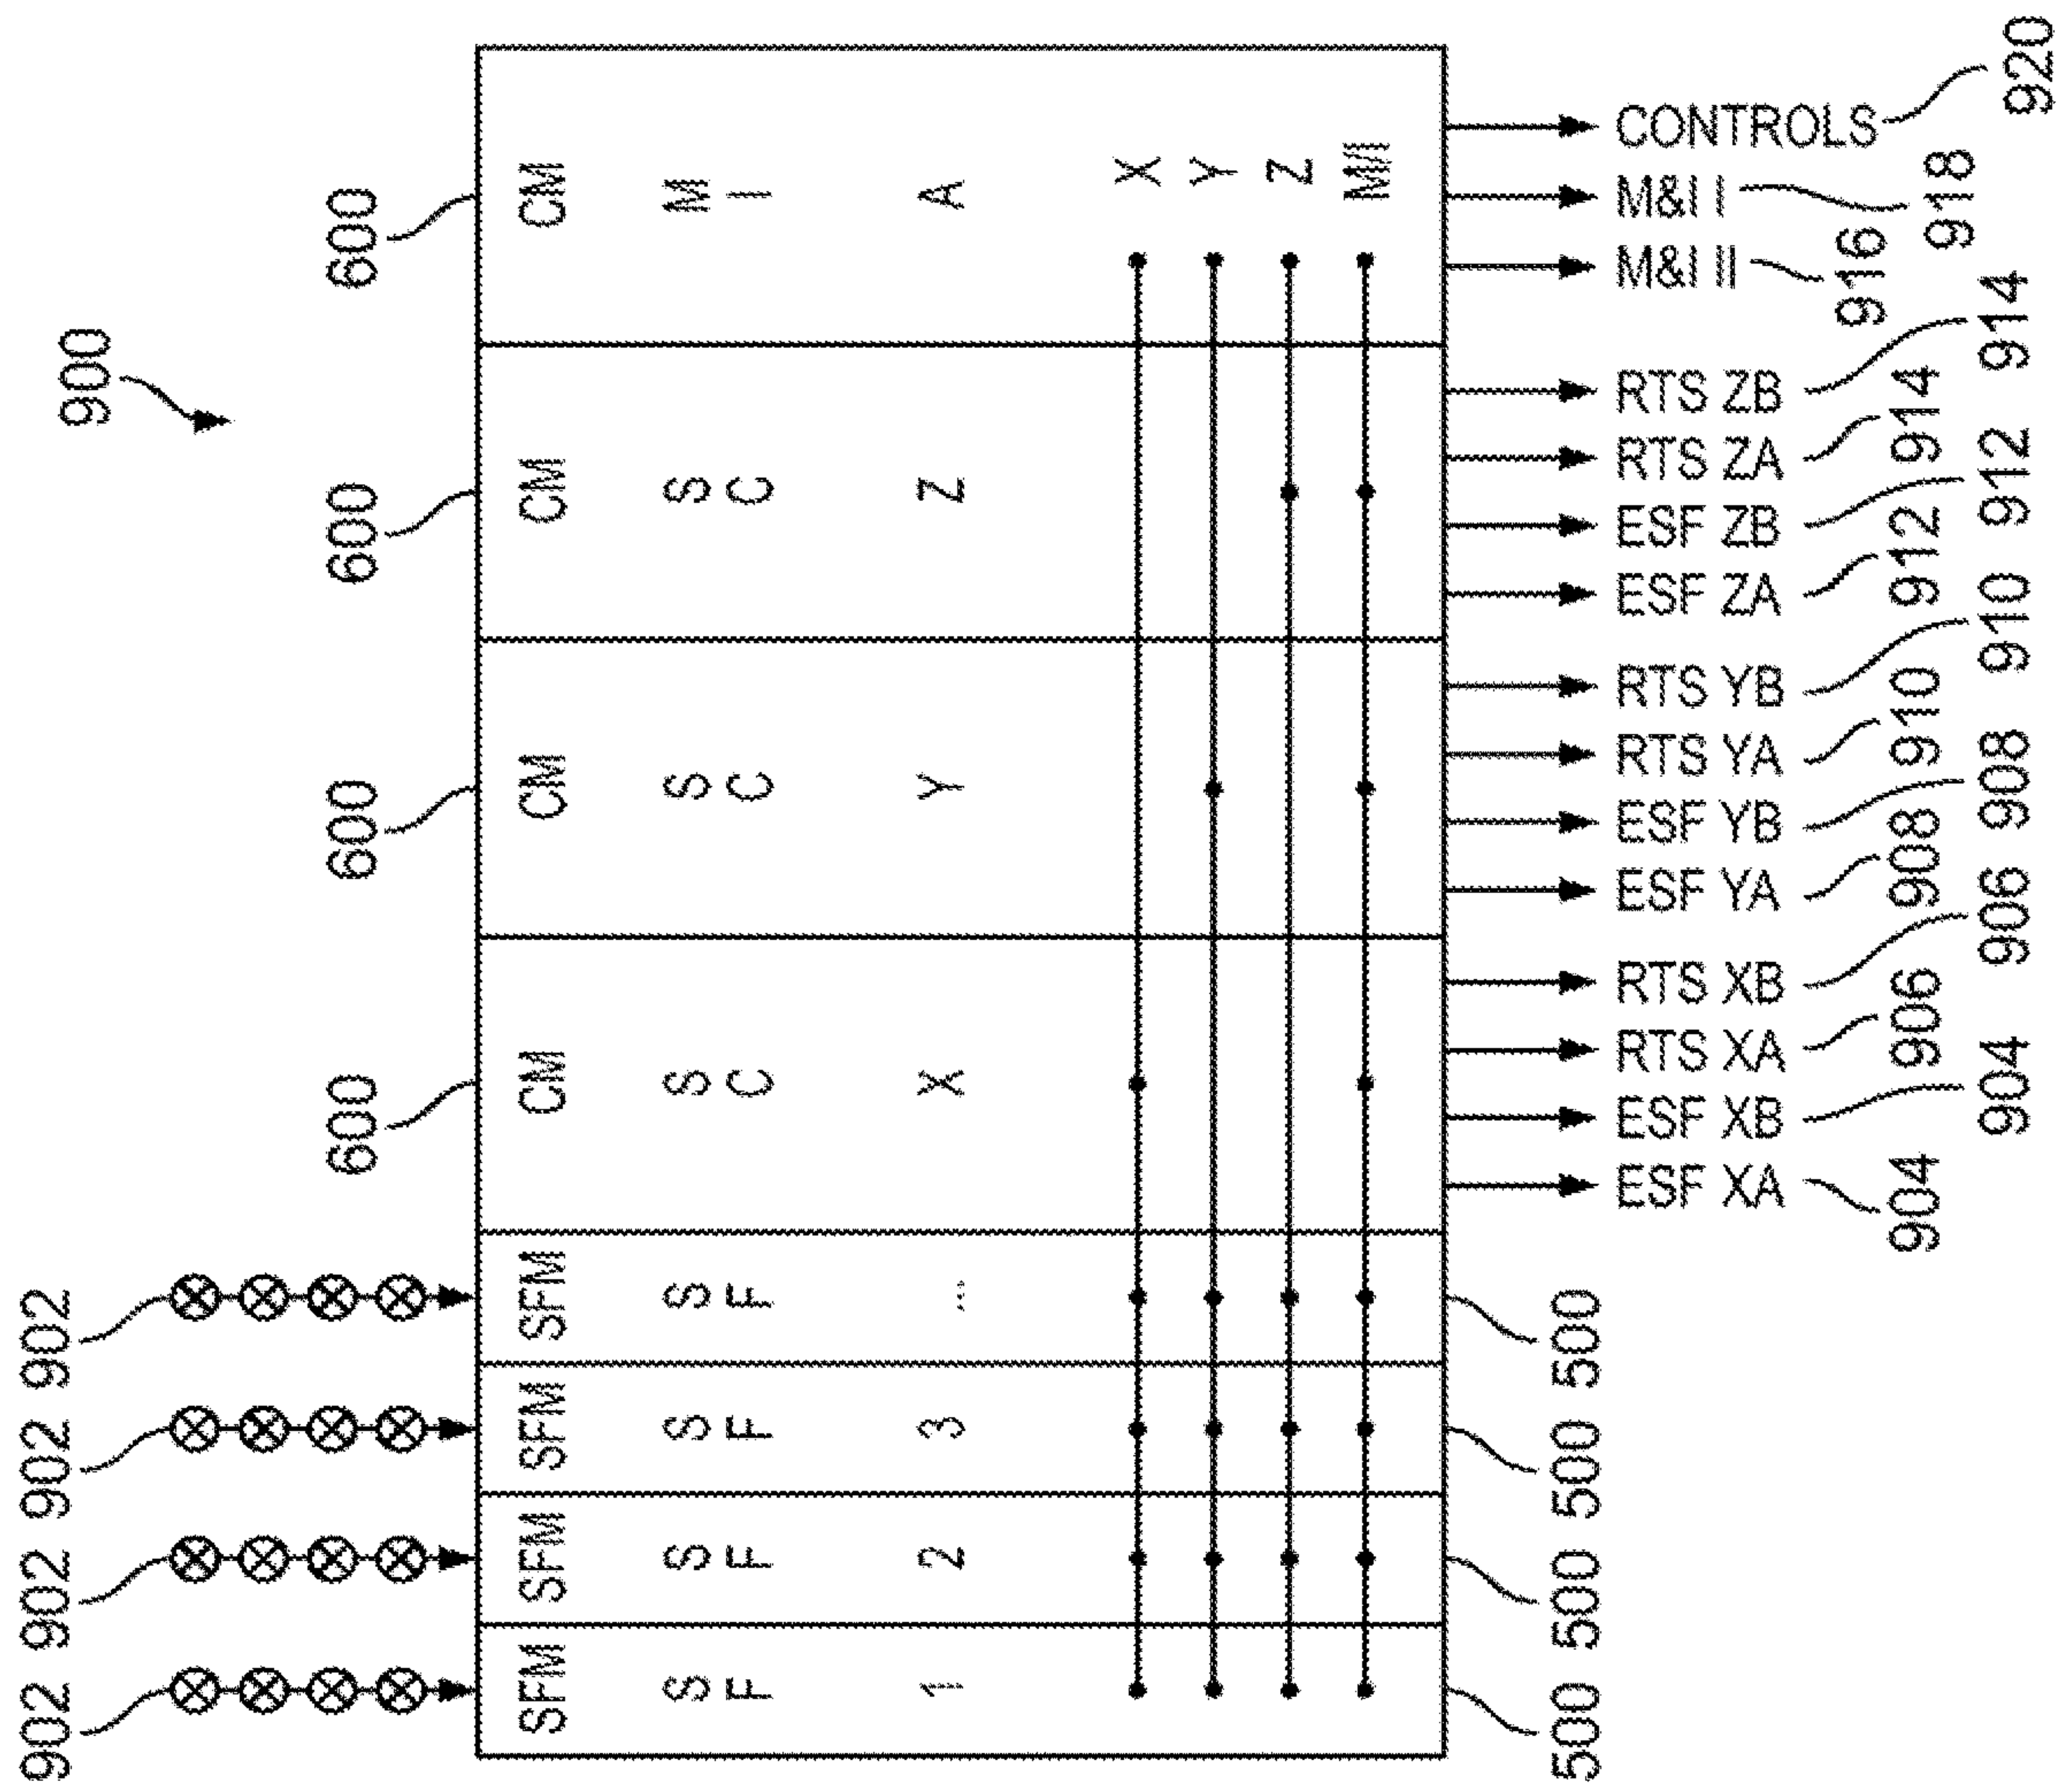 900
902 902 902 902
600 600 600 600
SFM SFM SFM SFM CM CM CM CM
S S S S S S S M
F F F F C C C I
1 2 3 ... X Y Z A
X
Y
Z
M/I
500 500 500 500
ESF XA
ESF XB
RTS XA
RTS XB
ESF YA
ESF YB
RTS YA
RTS YB
ESF ZA
ESF ZB
RTS ZA
RTS ZB
M&I II
M&I I
CONTROLS
904 906 908 910 912 914 916 918
904 906 908 910 912 914 920